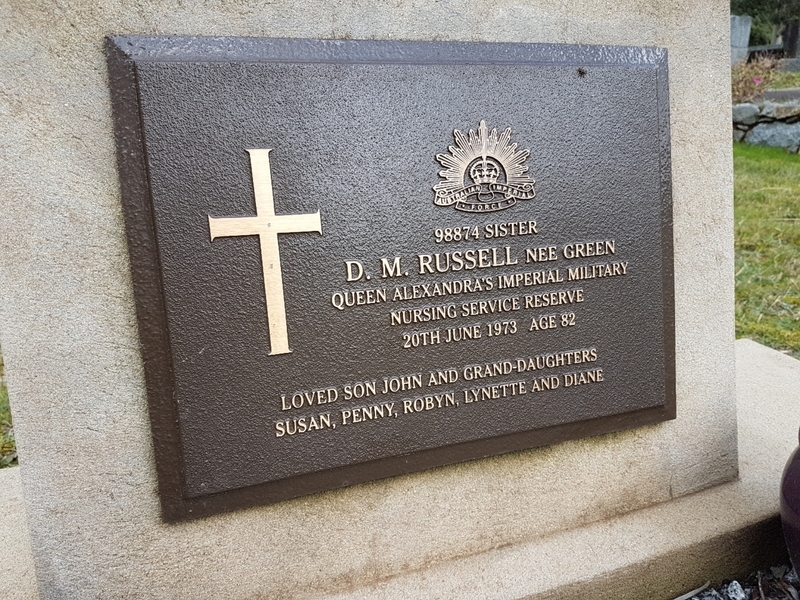 AUSTRALIAN IMPERIAL
FORCE
98874 SISTER
D. M. RUSSELL NEE GREEN
QUEEN ALEXANDRA'S IMPERIAL MILITARY
NURSING SERVICE RESERVE
20TH JUNE 1973 AGE 82
LOVED SON JOHN AND GRAND-DAUGHTERS
SUSAN, PENNY, ROBYN, LYNETTE AND DIANE